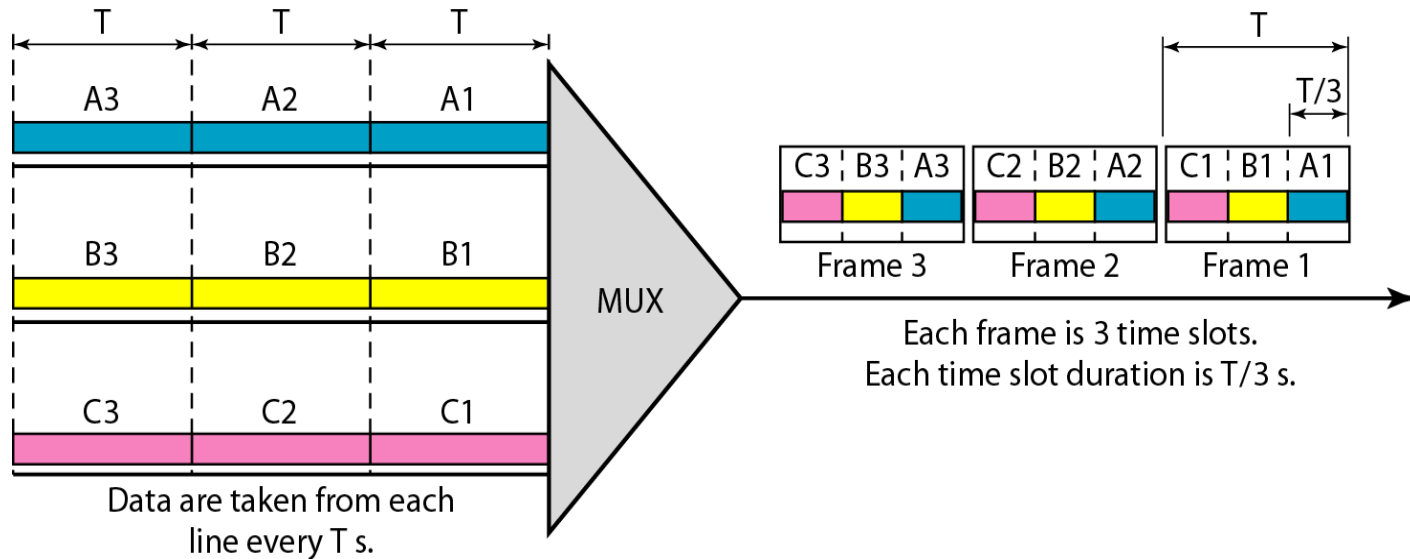 T T T T
A3 A2 A1 T/3
C3 B3 A3 C2 B2 A2 C1 B1 A1
B3 B2 B1
Frame 3 Frame 2 Frame 1
MUX
Each frame is 3 time slots.
Each time slot duration is T/3 s.
C3 C2 C1
Data are taken from each
line every T s.